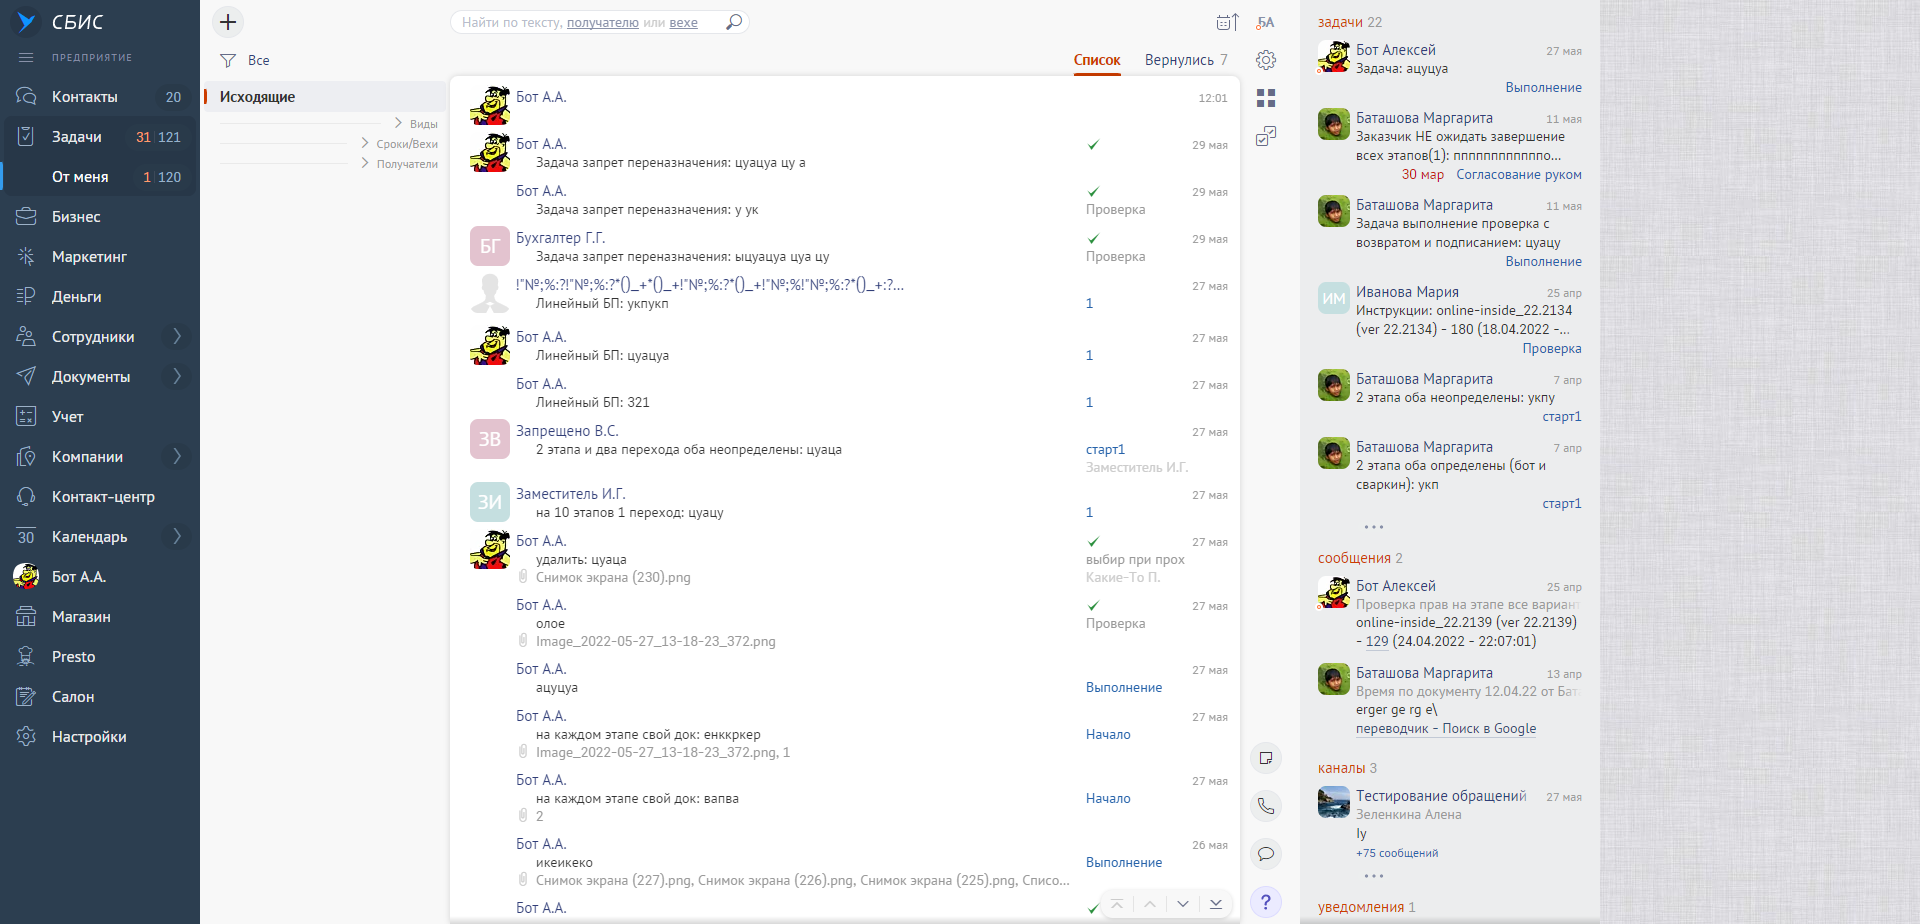 СБИС
ПРЕДПРИЯТИЕ
Контакты 20
Задачи 31 121
От меня 1 120
Бизнес
Маркетинг
Деньги
Сотрудники
Документы
Учет
Компании
Контакт-центр
30 Календарь
Бот А.А.
Магазин
Presto
Салон
Настройки
Найти по тексту, получателю или вехе
БА
Все
Список Вернулись 7
Исходящие
Виды
Сроки/Вехи
Получатели
Бот А.А. 12:01
Бот А.А. 29 мая
Задача запрет переназначения: цуацуа цу а
Бот А.А. 29 мая
Задача запрет переназначения: у ук Проверка
БГ Бухгалтер Г.Г. 29 мая
Задача запрет переназначения: ыцуацуа цуа цу Проверка
!"№;%:?!"№;%:?*()_+*()_+!"№;%:?*()_+!"№;%!"№;%:?*()_+:?... 27 мая
Линейный БП: укпукп 1
Бот А.А. 27 мая
Линейный БП: цуацуа 1
Бот А.А. 27 мая
Линейный БП: 321 1
ЗВ Запрещено В.С. 27 мая
2 этапа и два перехода оба неопределены: цуаца старт1
Заместитель И.Г.
ЗИ Заместитель И.Г. 27 мая
на 10 этапов 1 переход: цуацу 1
Бот А.А. 27 мая
удалить: цуаца выбир при прох
Снимок экрана (230).png Какие-То П.
Бот А.А. 27 мая
олое Проверка
Image_2022-05-27_13-18-23_372.png
Бот А.А. 27 мая
ацуцуа Выполнение
Бот А.А. 27 мая
на каждом этапе свой док: енккркер Начало
Image_2022-05-27_13-18-23_372.png, 1
Бот А.А. 27 мая
на каждом этапе свой док: вапва Начало
2
Бот А.А. 26 мая
икеикеко Выполнение
Снимок экрана (227).png, Снимок экрана (226).png, Снимок экрана (225).png, Списо...
Бот А.А.
?
задачи 22
Бот Алексей 27 мая
Задача: ацуцуа
Выполнение
Баташова Маргарита 11 мая
Заказчик НЕ ожидать завершение
всех этапов(1): пппппппппппо...
30 мар Согласование руком
Баташова Маргарита 11 мая
Задача выполнение проверка с
возвратом и подписанием: цуацу
Выполнение
ИМ Иванова Мария 25 апр
Инструкции: online-inside_22.2134
(ver 22.2134) - 180 (18.04.2022 -...
Проверка
Баташова Маргарита 7 апр
2 этапа оба неопределены: укпу
старт1
Баташова Маргарита 7 апр
2 этапа оба определены (бот и
сваркин): укп
старт1
...
сообщения 2
Бот Алексей 25 апр
Проверка прав на этапе все вариант
online-inside_22.2139 (ver 22.2139)
- 129 (24.04.2022 - 22:07:01)
Баташова Маргарита 13 апр
Время по документу 12.04.22 от Бат
erger ge rg e\
переводчик - Поиск в Google
каналы 3
Тестирование обращений 27 мая
Зеленкина Алена
Iy
+75 сообщений
...
уведомления 1